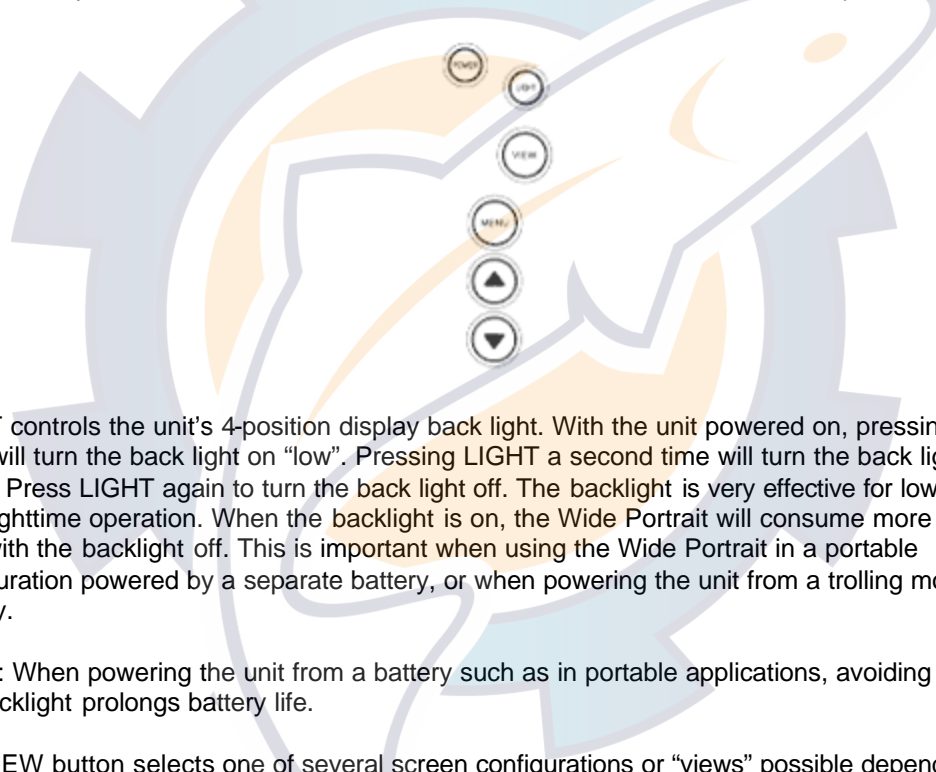 POWER
LIGHT
VIEW
MENU
T controls the unit's 4-position display back light. With the unit powered on, pressin
will turn the back light on “low”. Pressing LIGHT a second time will turn the back lig
Press LIGHT again to turn the back light off. The backlight is very effective for low
ghttime operation. When the backlight is on, the Wide Portrait will consume more
with the backlight off. This is important when using the Wide Portrait in a portable
uration powered by a separate battery, or when powering the unit from a trolling mo
y.
: When powering the unit from a battery such as in portable applications, avoiding
cklight prolongs battery life.
EW button selects one of several screen configurations or “views” possible depend